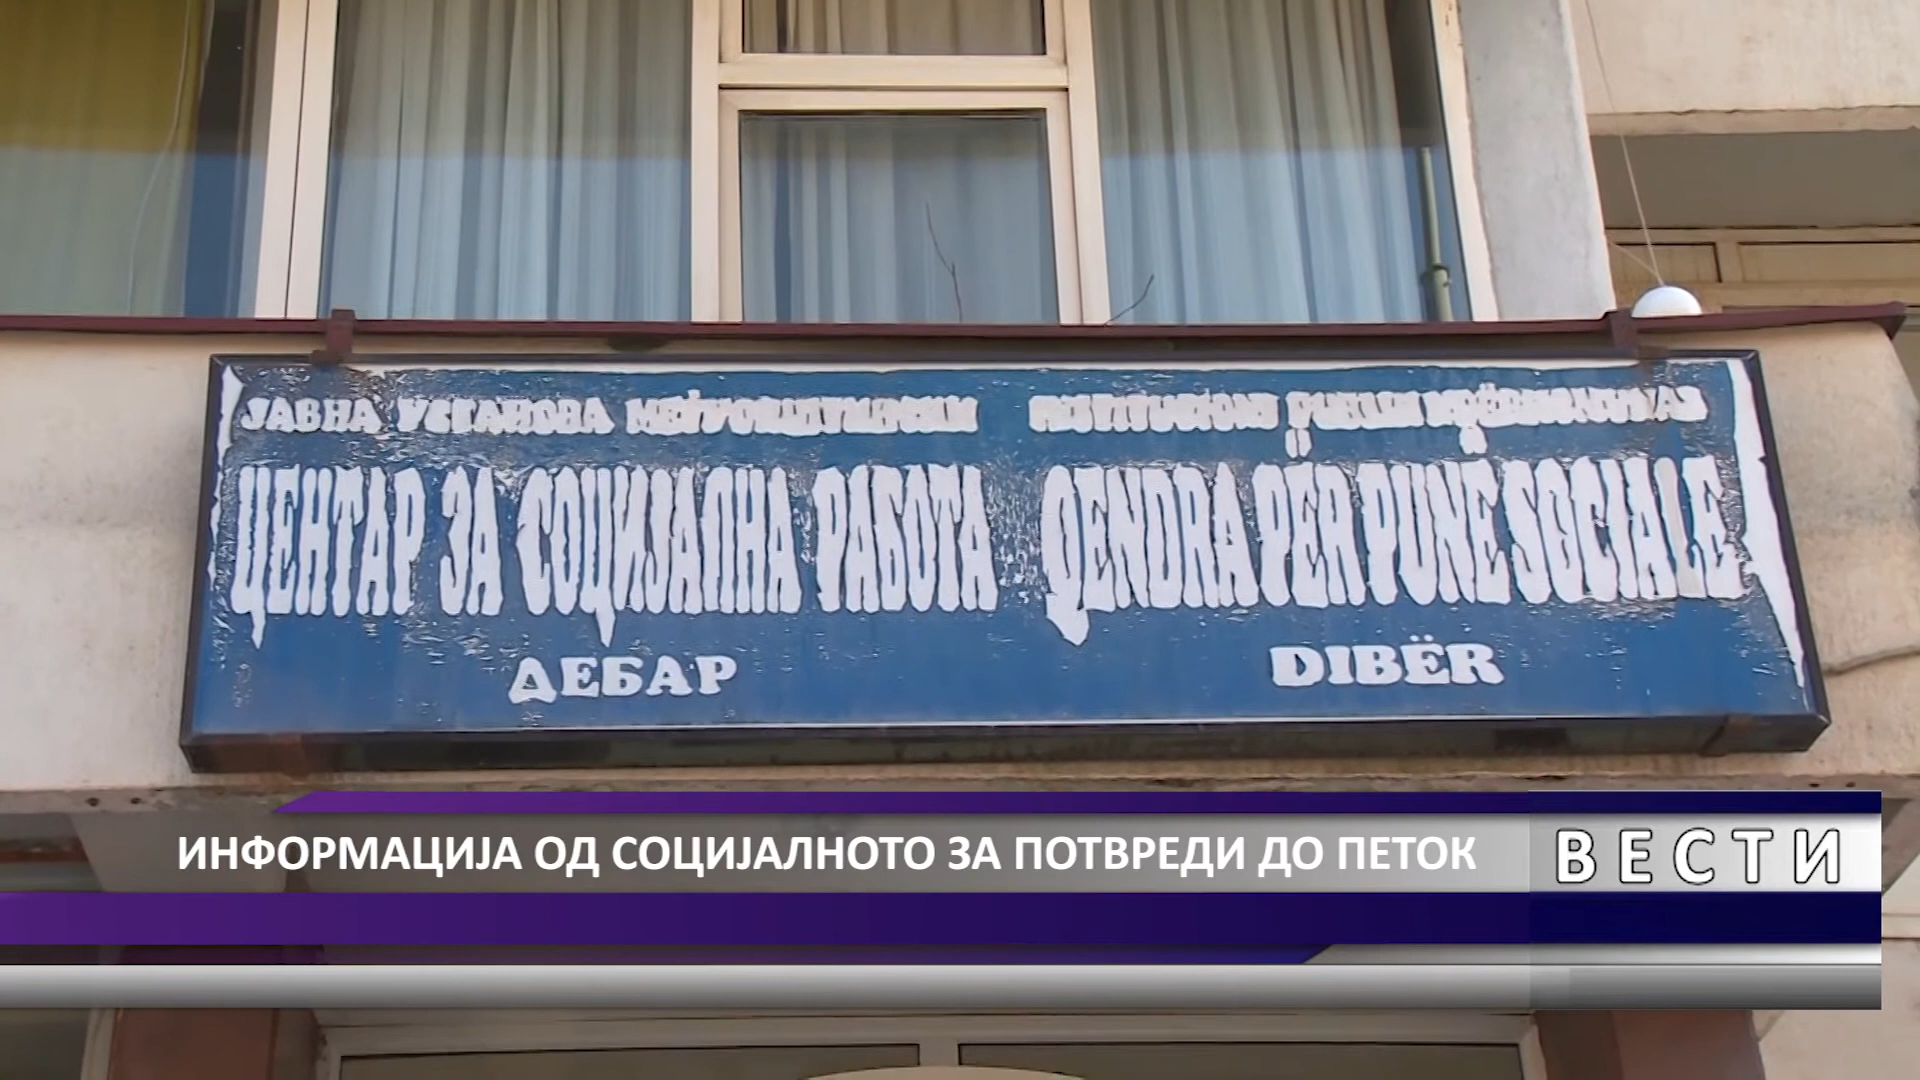 ЈАВНА УСТАНОВА МЕЃУОПШТИНСКИ
ЦЕНТАР ЗА СОЦИЈАЛНА РАБОТА
ДЕБАР
QENDRA PËR PUNË SOCIALE
DIBËR
ИНФОРМАЦИЈА ОД СОЦИЈАЛНОТО ЗА ПОТВРЕДИ ДО ПЕТОК
ВЕСТИ